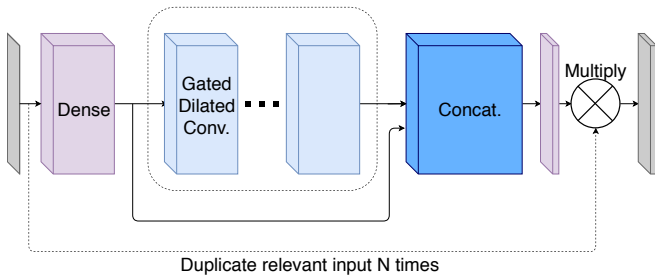 Dense
Gated
Dilated
Conv.
Concat.
Multiply
Duplicate relevant input N times